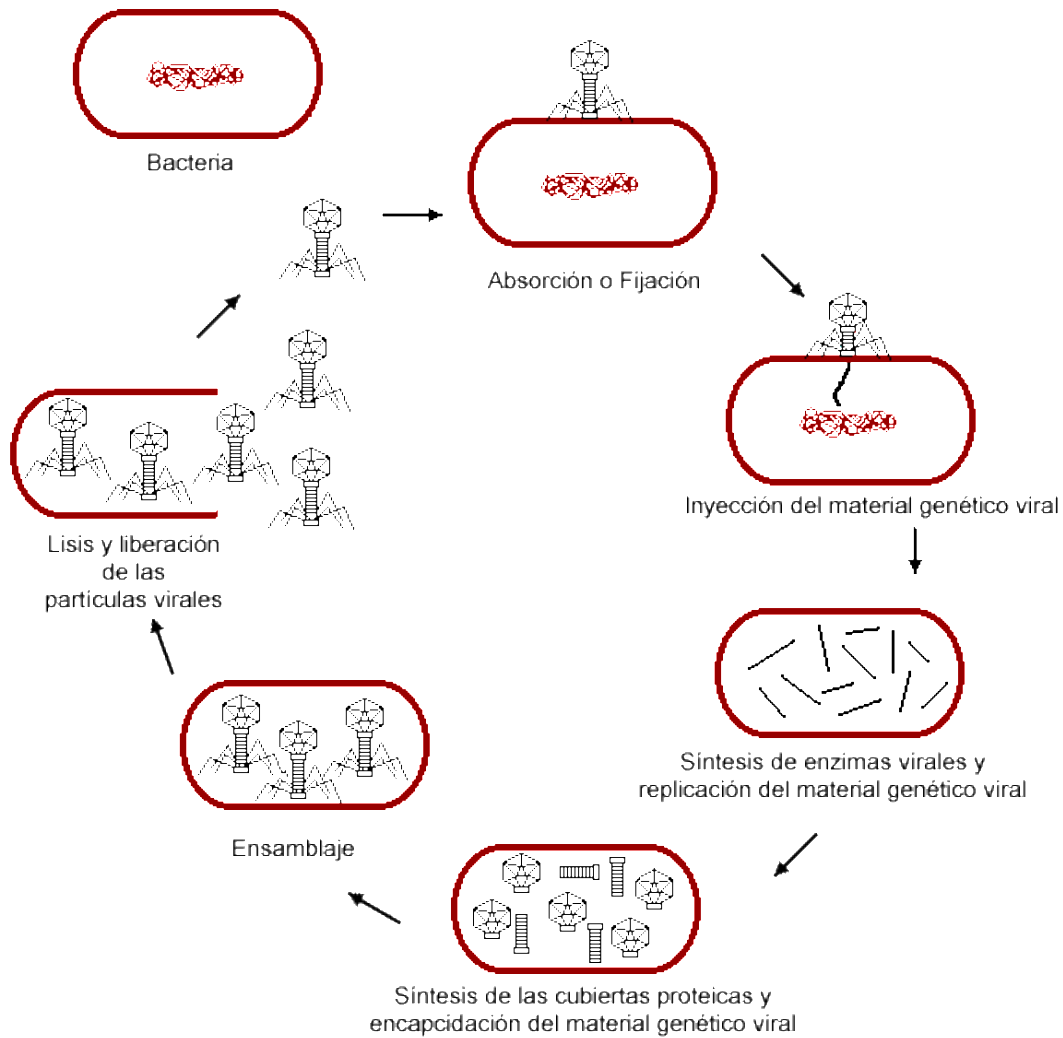 Bacteria
Absorción o Fijación
Inyección del material genético viral
Síntesis de enzimas virales y
replicación del material genético viral
Síntesis de las cubiertas proteicas y
encapcidación del material genético viral
Ensamblaje
Lisis y liberación
de las
partículas virales